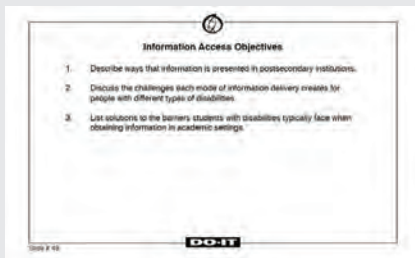 Information Access Objectives
1. Describe ways that information is presented in postsecondary institutions.
2. Discuss the challenges each mode of information delivery creates for
people with different types of disabilities.
3. List solutions to the barriers students with disabilities typically face when
obtaining information in academic settings.
DO-IT